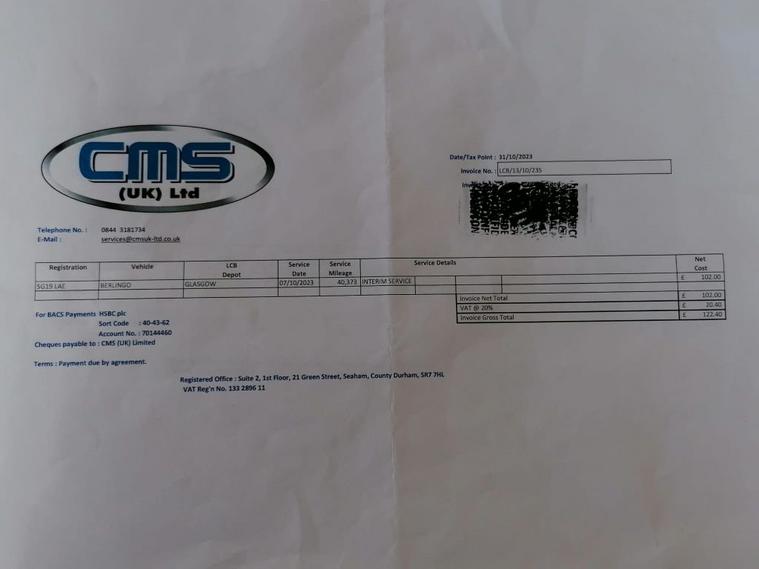 CMS
(UK) Ltd
Date/Tax Point : 31/10/2023
Invoice No. : LCB/13/10/235
Telephone No. : 0844 3181734
E-Mail : services@cmsuk-ltd.co.uk
Registration Vehicle LCB Depot Service Date Service Mileage Service Details Net Cost
SG19 LAE BERLINGO GLASGOW 07/10/2023 40,373 INTERIM SERVICE £ 102.00
Invoice Net Total £ 102.00
VAT @ 20% £ 20.40
Invoice Gross Total £ 122.40
For BACS Payments HSBC plc
Sort Code : 40-43-62
Account No. : 70144460
Cheques payable to : CMS (UK) Limited
Terms : Payment due by agreement.
Registered Office : Suite 2, 1st Floor, 21 Green Street, Seaham, County Durham, SR7 7HL
VAT Reg'n No. 133 2896 11